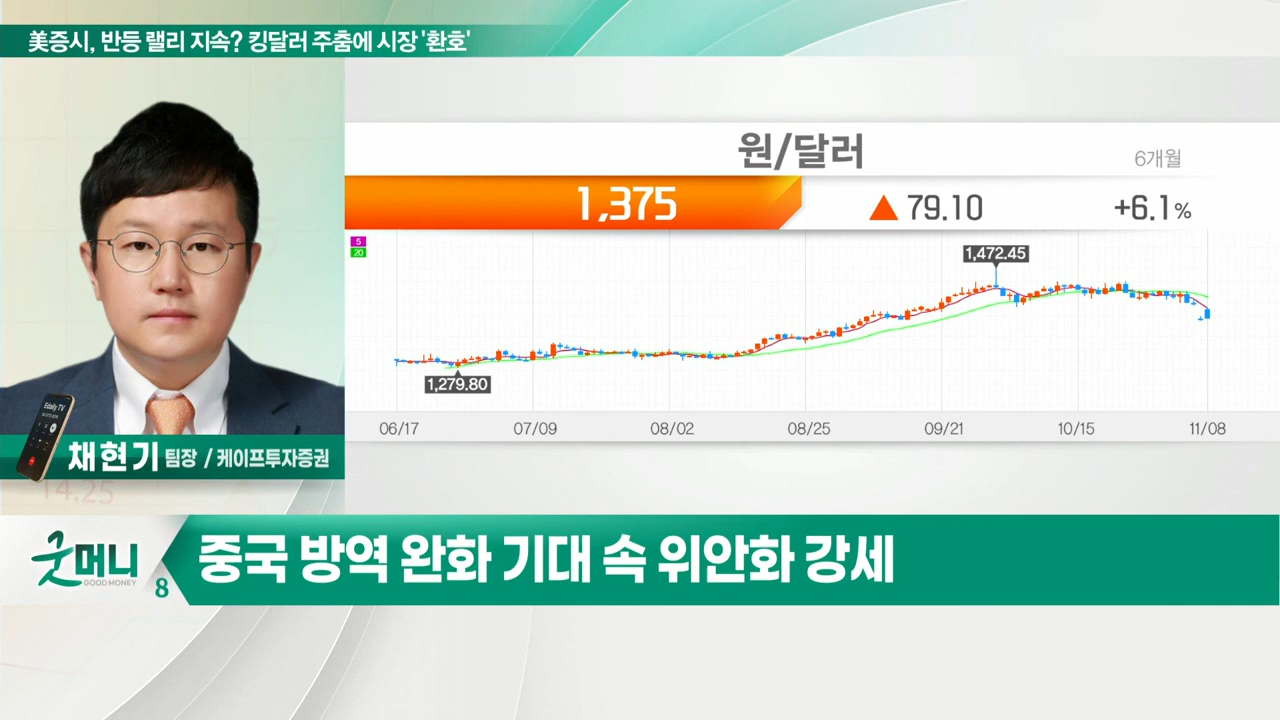 美증시, 반등 랠리 지속? 킹달러 주춤에 시장 '환호'
원/달러
6개월
1,375 ▲ 79.10 +6.1%
5
20
1,472.45
1,279.80
06/17 07/09 08/02 08/25 09/21 10/15 11/08
Edaily TV
채현기 팀장 / 케이프투자증권
14.25
굿머니
GOOD MONEY
8
중국 방역 완화 기대 속 위안화 강세